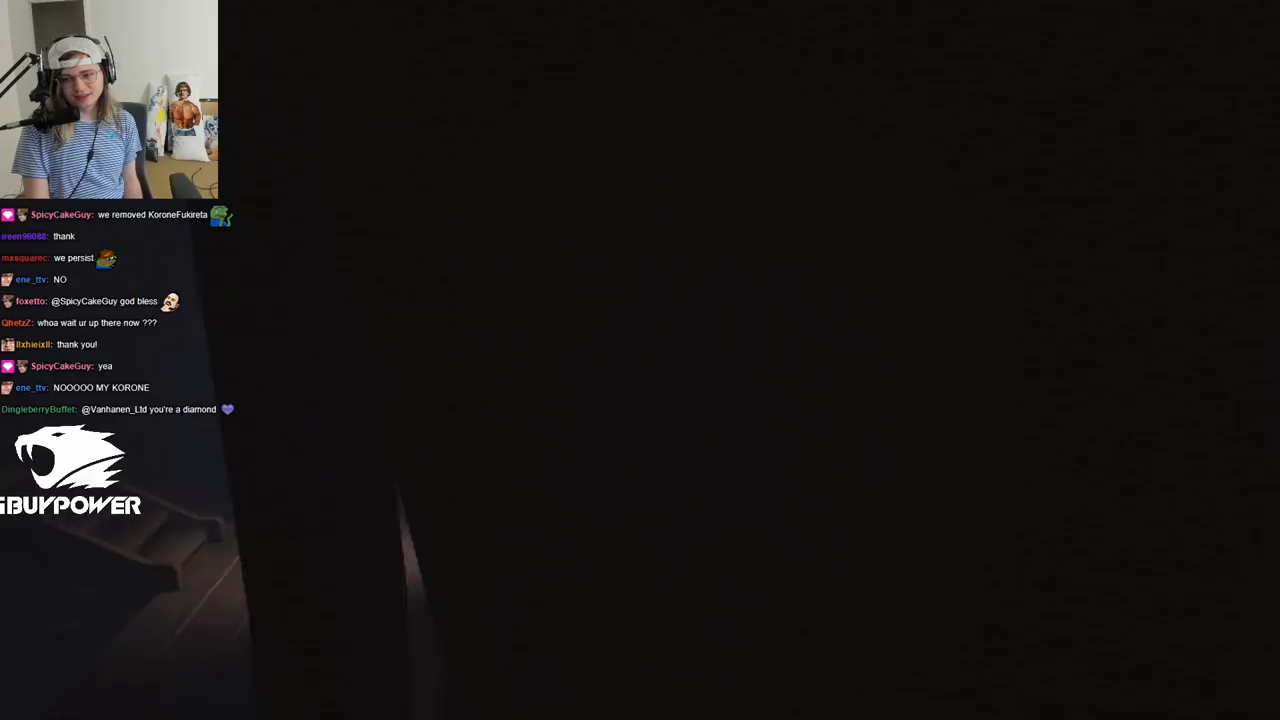 SpicyCakeGuy: we removed KoroneFukireta
ireen90088: thank
mxsquarec: we persist
ene_ttv: NO
foxetto: @SpicyCakeGuy god bless
QhetzZ: whoa wait ur up there now ???
llxhieixll: thank you!
SpicyCakeGuy: yea
ene_ttv: NOOOOO MY KORONE
DingleberryBuffet: @Vanhanen_Ltd you're a diamond
iBUYPOWER